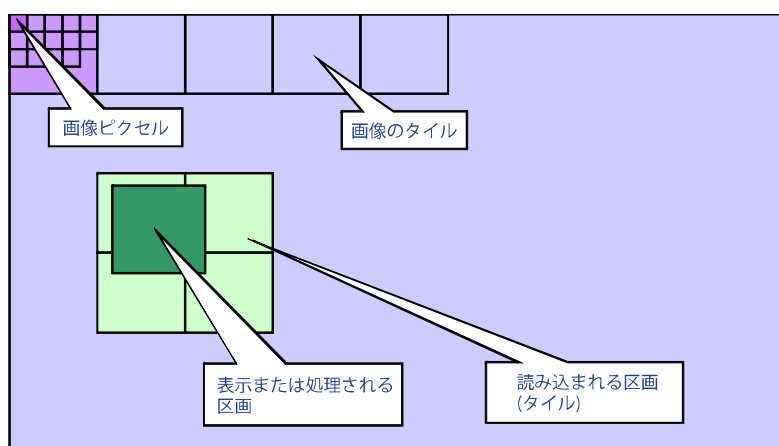 画像ピクセル
画像のタイル
表示または処理される
区画
読み込まれる区画
(タイル)